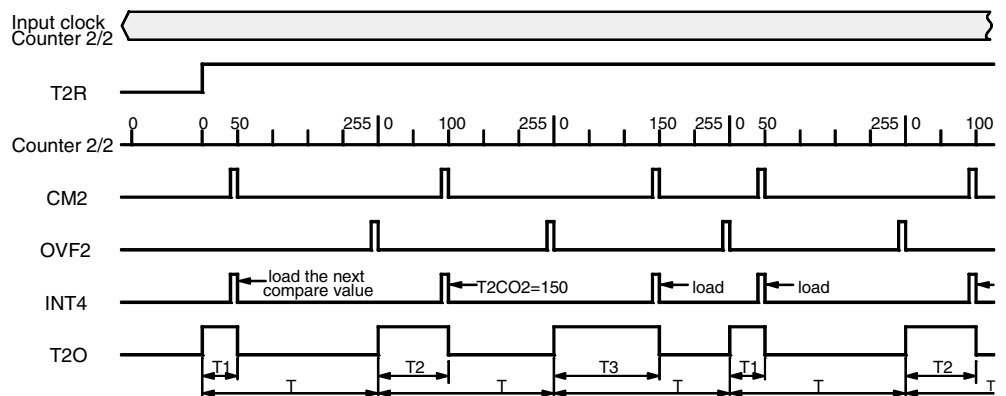 Input clock
Counter 2/2
T2R
0 0 50 255 0 100 255 0 150 255 0 50 255 0 100
Counter 2/2
CM2
OVF2
INT4 load the next compare value T2CO2=150 load load
T2O
T1 T2 T3 T1 T2
T T T T T